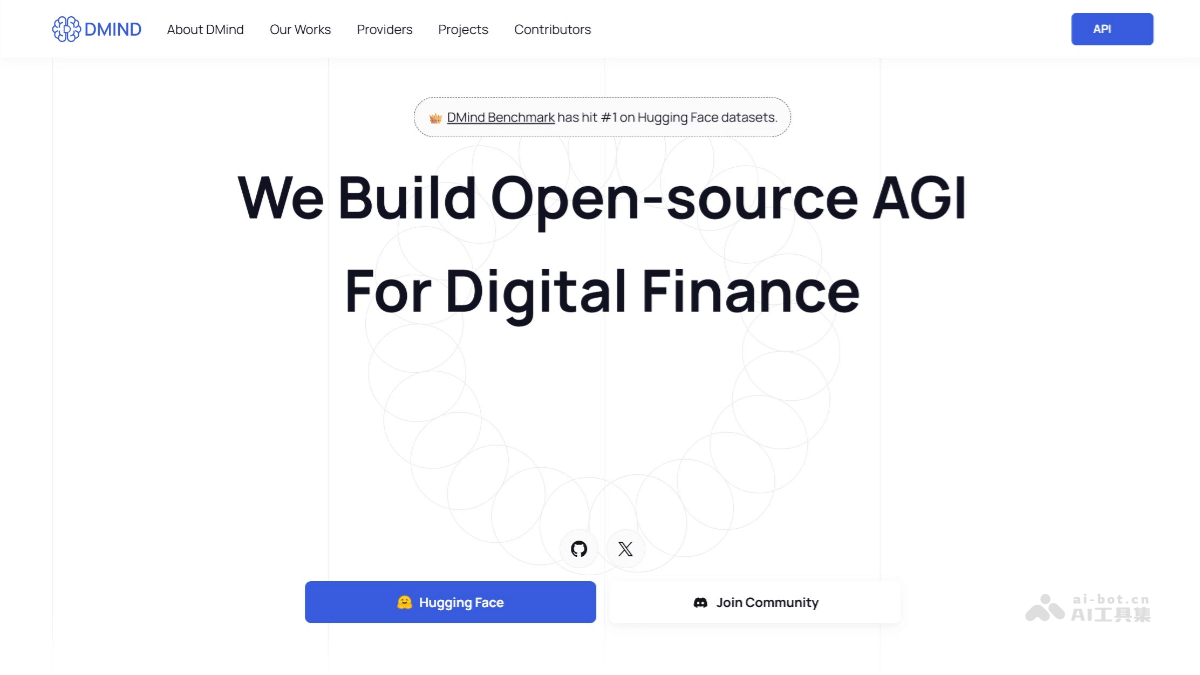 DMIND
About DMind
Our Works
Providers
Projects
Contributors
API
DMind Benchmark has hit #1 on Hugging Face datasets.
We Build Open-source AGI
For Digital Finance
Hugging Face
Join Community
ai-bot.cn
AI工具集